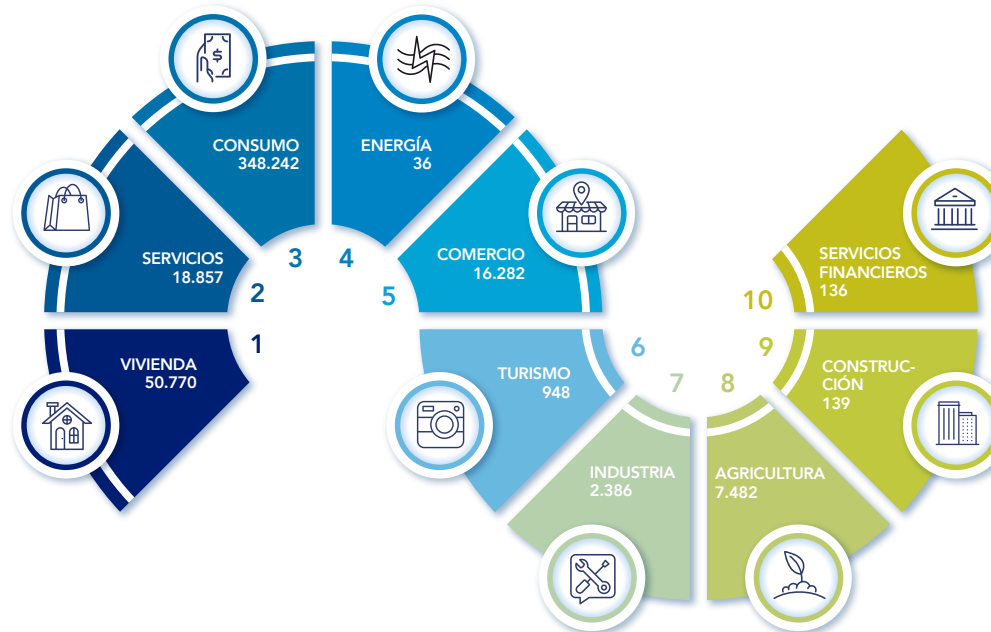 VIVIENDA
50.770
1
SERVICIOS
18.857
2
CONSUMO
348.242
3
$
ENERGÍA
36
4
COMERCIO
16.282
5
TURISMO
948
6
INDUSTRIA
2.386
7
AGRICULTURA
7.482
8
CONSTRUC-
CIÓN
139
9
SERVICIOS
FINANCIEROS
136
10